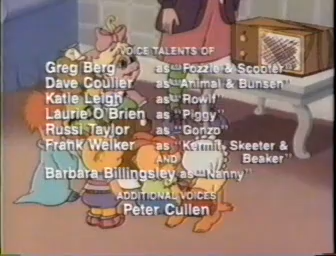 VOICE TALENTS OF
Greg Berg as "Fozzie & Scooter"
Dave Coulier as "Animal & Bunsen"
Katie Leigh as "Rowlf"
Laurie O'Brien as "Piggy"
Russi Taylor as "Gonzo"
Frank Welker as "Kermit, Skeeter &
AND Beaker"
Barbara Billingsley as "Nanny"
ADDITIONAL VOICES
Peter Cullen